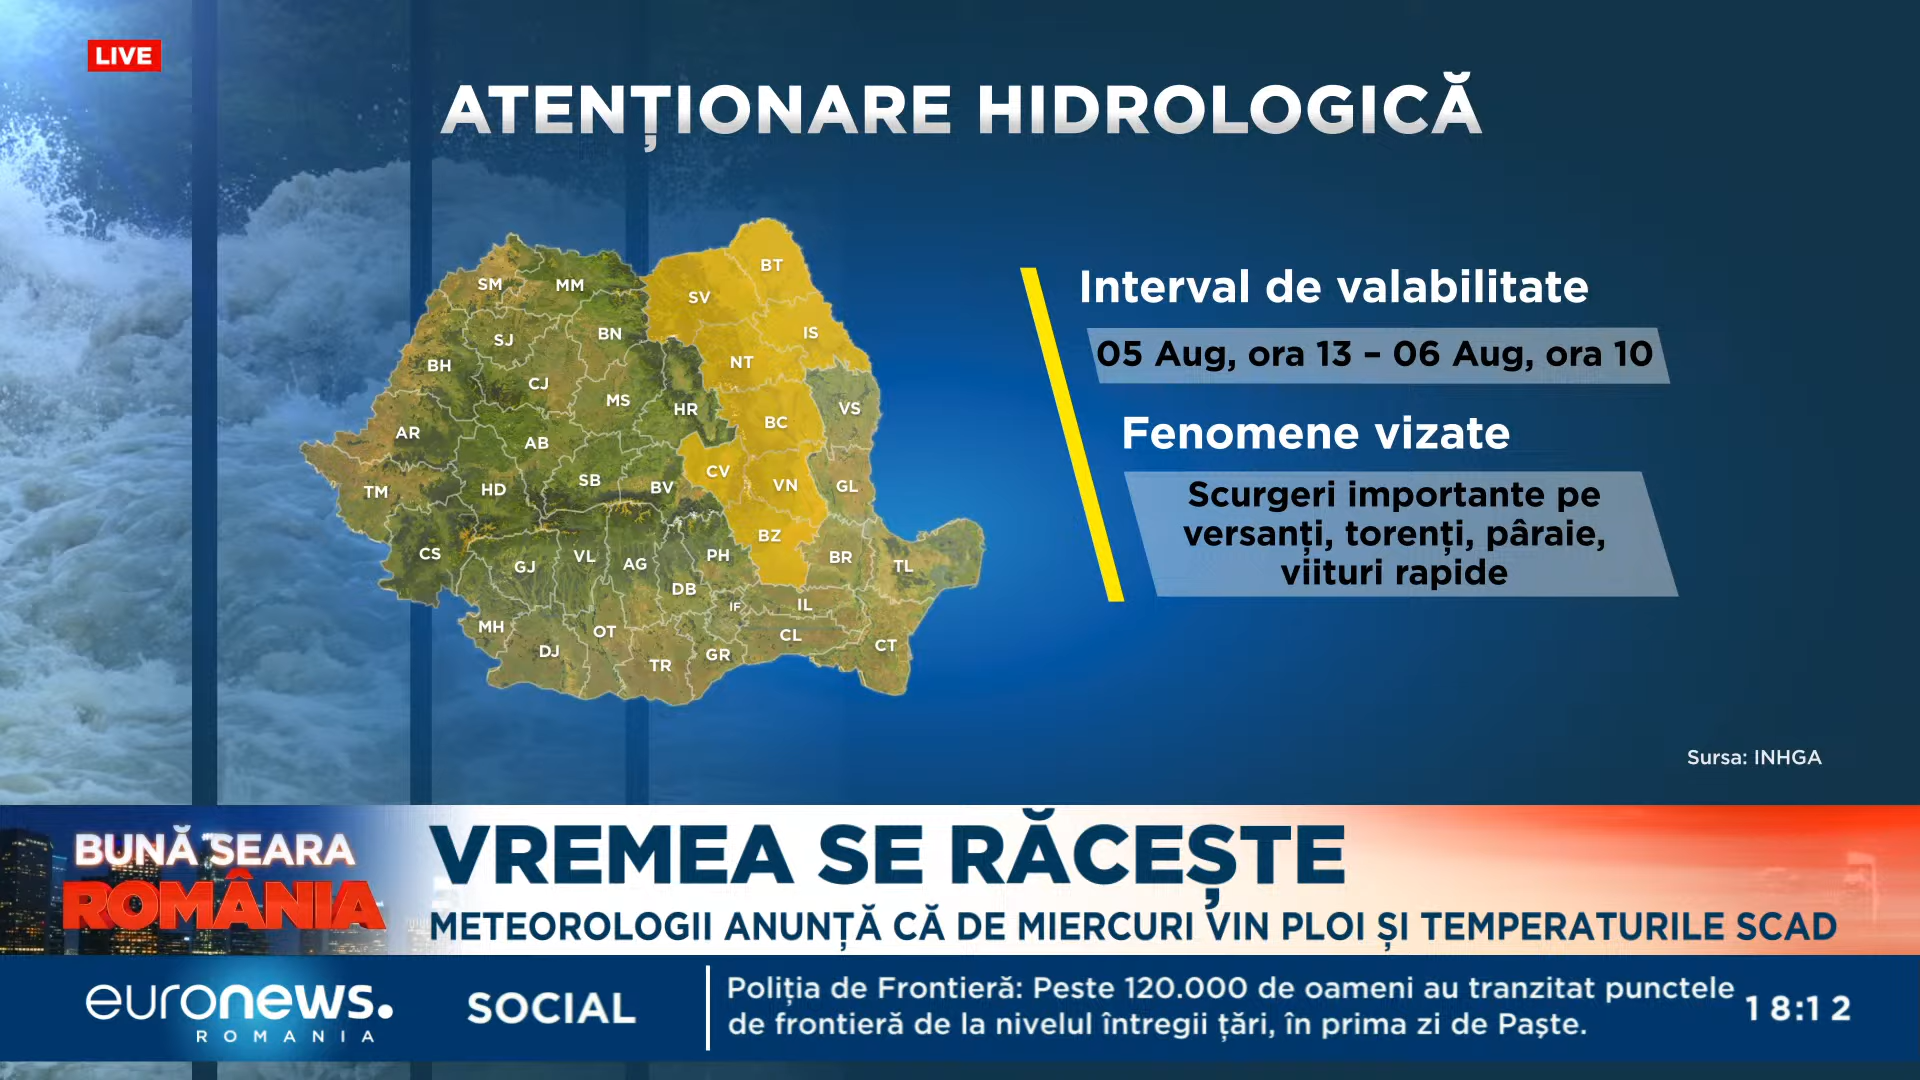 LIVE
ATENȚIONARE HIDROLOGICĂ
BT
SV
SM
MM
IS
BN
SJ
NT
BH
CJ
MS
HR
VS
BC
AR
AB
CV
SB
VN
GL
BV
HD
TM
BZ
CS
VL
PH
BR
AG
GJ
TL
DB
IF
IL
MH
OT
CL
CT
DJ
GR
TR
Interval de valabilitate
05 Aug, ora 13 – 06 Aug, ora 10
Fenomene vizate
Scurgeri importante pe
versanți, torenți, pâraie,
viituri rapide
Sursa: INHGA
BUNĂ SEARA
ROMÂNIA
VREMEA SE RĂCEȘTE
METEOROLOGII ANUNȚĂ CĂ DE MIERCURI VIN PLOI ȘI TEMPERATURILE SCAD
euronews.
ROMANIA
SOCIAL
Poliția de Frontieră: Peste 120.000 de oameni au tranzitat punctele
de frontieră de la nivelul întregii țări, în prima zi de Paște.
18:12